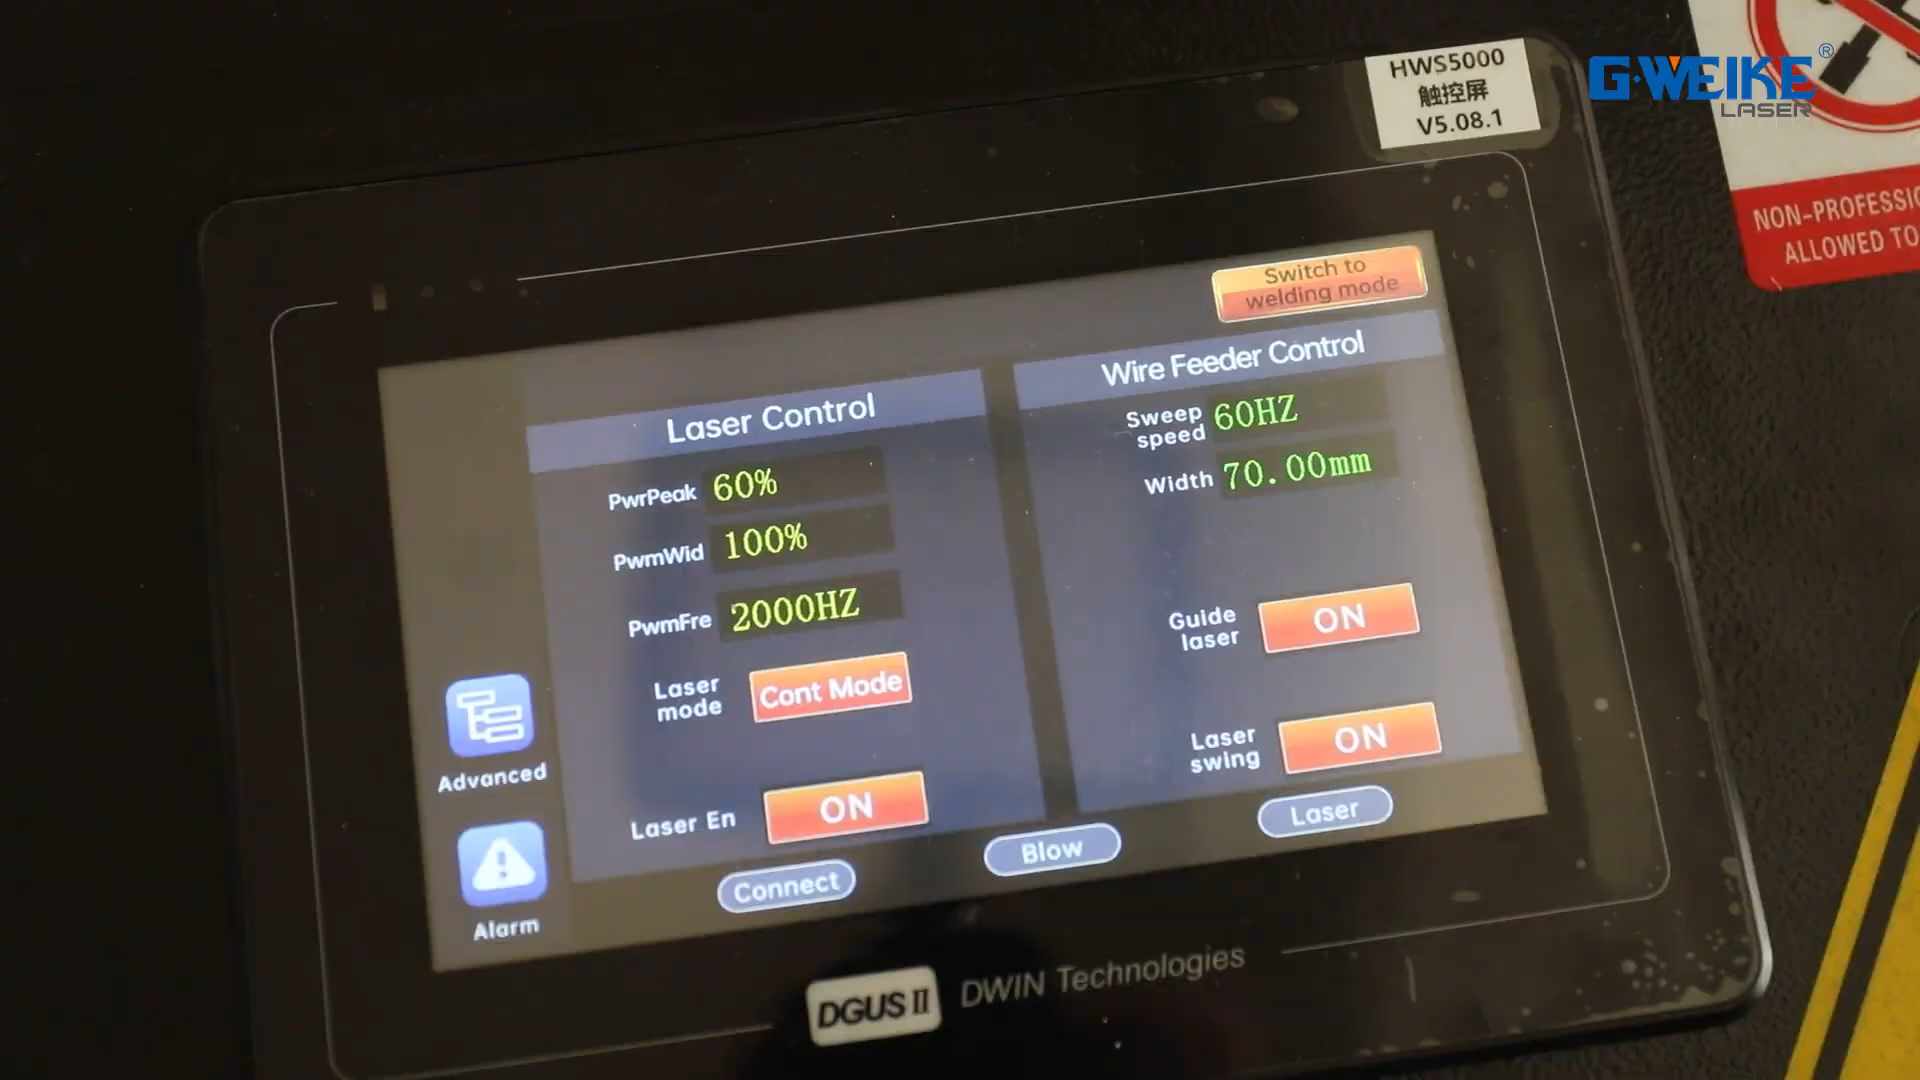 HWS5000
触控屏
V5.08.1
G·WEIKE®
LASER
NON-PROFESSIO
ALLOWED TO
Switch to
welding mode
Laser Control
PwrPeak 60%
PwmWid 100%
PwmFre 2000HZ
Laser
mode
Cont Mode
Laser En ON
Wire Feeder Control
Sweep
speed
60HZ
Width 70.00mm
Guide
laser
ON
Laser
swing
ON
Advanced
Alarm
Connect
Blow
Laser
DGUS II
DWIN Technologies